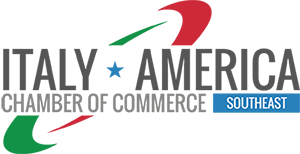 ITALY AMERICA
CHAMBER OF COMMERCE SOUTHEAST